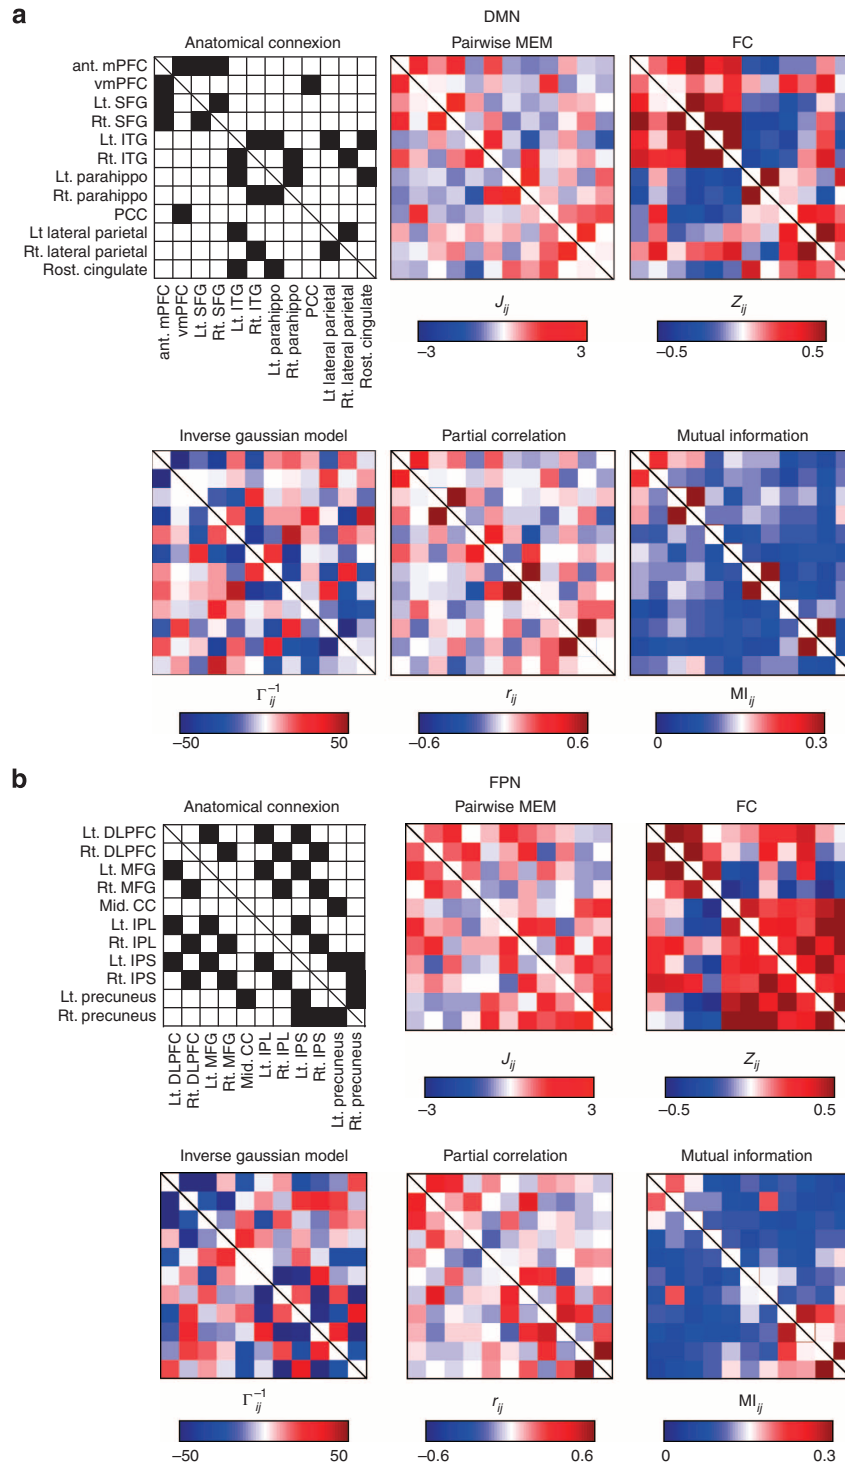 a
DMN
Anatomical connexion
Pairwise MEM
FC
ant. mPFC
vmPFC
Lt. SFG
Rt. SFG
Lt. ITG
Rt. ITG
Lt. parahippo
Rt. parahippo
PCC
Lt lateral parietal
Rt. lateral parietal
Rost. cingulate
ant. mPFC
vmPFC
Lt. SFG
Rt. SFG
Lt. ITG
Rt. ITG
Lt. parahippo
Rt. parahippo
PCC
Lt lateral parietal
Rt. lateral parietal
Rost. cingulate
J_ij
–3 3
Z_ij
–0.5 0.5
Inverse gaussian model
Partial correlation
Mutual information
Γ_ij^–1
–50 50
r_ij
–0.6 0.6
MI_ij
0 0.3
b
FPN
Anatomical connexion
Pairwise MEM
FC
Lt. DLPFC
Rt. DLPFC
Lt. MFG
Rt. MFG
Mid. CC
Lt. IPL
Rt. IPL
Lt. IPS
Rt. IPS
Lt. precuneus
Rt. precuneus
Lt. DLPFC
Rt. DLPFC
Lt. MFG
Rt. MFG
Mid. CC
Lt. IPL
Rt. IPL
Lt. IPS
Rt. IPS
Lt. precuneus
Rt. precuneus
J_ij
–3 3
Z_ij
–0.5 0.5
Inverse gaussian model
Partial correlation
Mutual information
Γ_ij^–1
–50 50
r_ij
–0.6 0.6
MI_ij
0 0.3